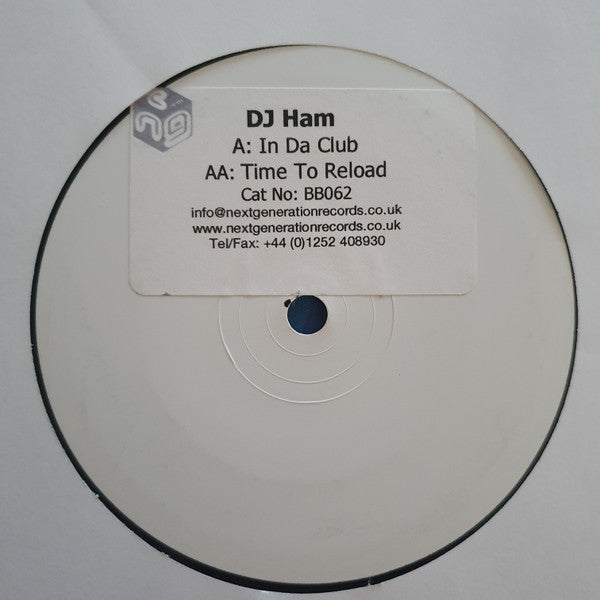 DJ Ham
A: In Da Club
AA: Time To Reload
Cat No: BB062
info@nextgenerationrecords.co.uk
www.nextgenerationrecords.co.uk
Tel/Fax: +44 (0)1252 408930